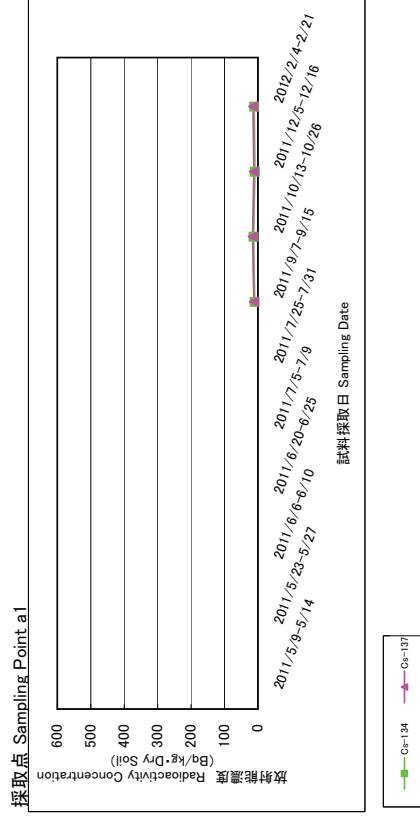 採取点 Sampling Point a1
600
500
400
300
200
100
0
放射能濃度 Radioactivity Concentration
(Bq/kg・Dry Soil)
2011/5/9-5/14
2011/5/23-5/27
2011/6/6-6/10
2011/6/20-6/25
2011/7/5-7/9
2011/7/25-7/31
2011/9/7-9/15
2011/10/13-10/26
2011/12/5-12/16
2012/2/4-2/21
試料採取日 Sampling Date
Cs-134
Cs-137